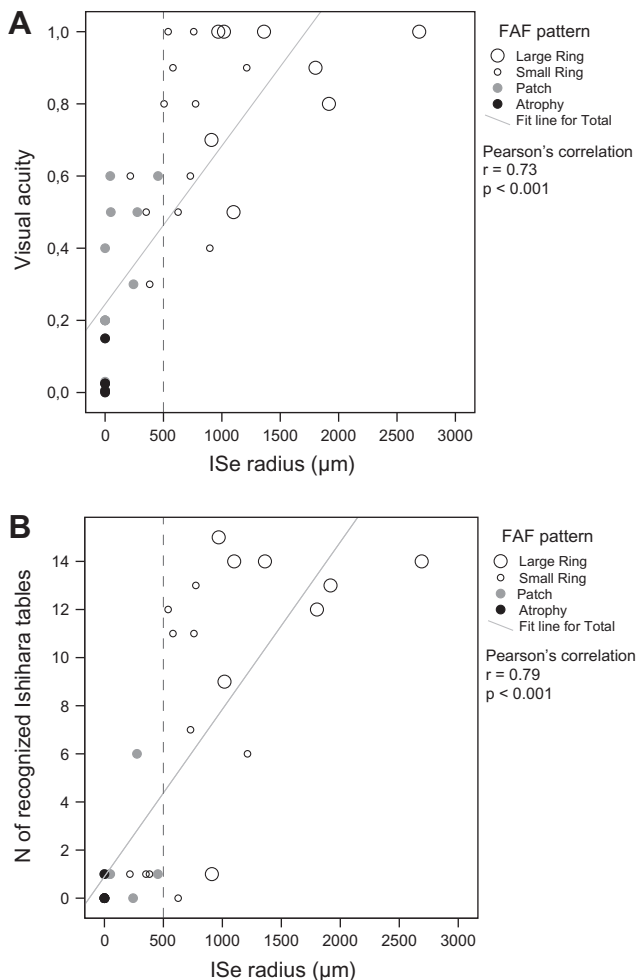 A
1,0
0,8
0,6
0,4
0,2
0,0
Visual acuity
0 500 1000 1500 2000 2500 3000
ISe radius (µm)
FAF pattern
Large Ring
Small Ring
Patch
Atrophy
Fit line for Total
Pearson's correlation
r = 0.73
p < 0.001
B
14
12
10
8
6
4
2
0
N of recognized Ishihara tables
0 500 1000 1500 2000 2500 3000
ISe radius (µm)
FAF pattern
Large Ring
Small Ring
Patch
Atrophy
Fit line for Total
Pearson's correlation
r = 0.79
p < 0.001